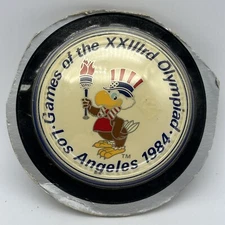 Games of the XXIIIrd Olympiad
· Los Angeles 1984 ·
TM